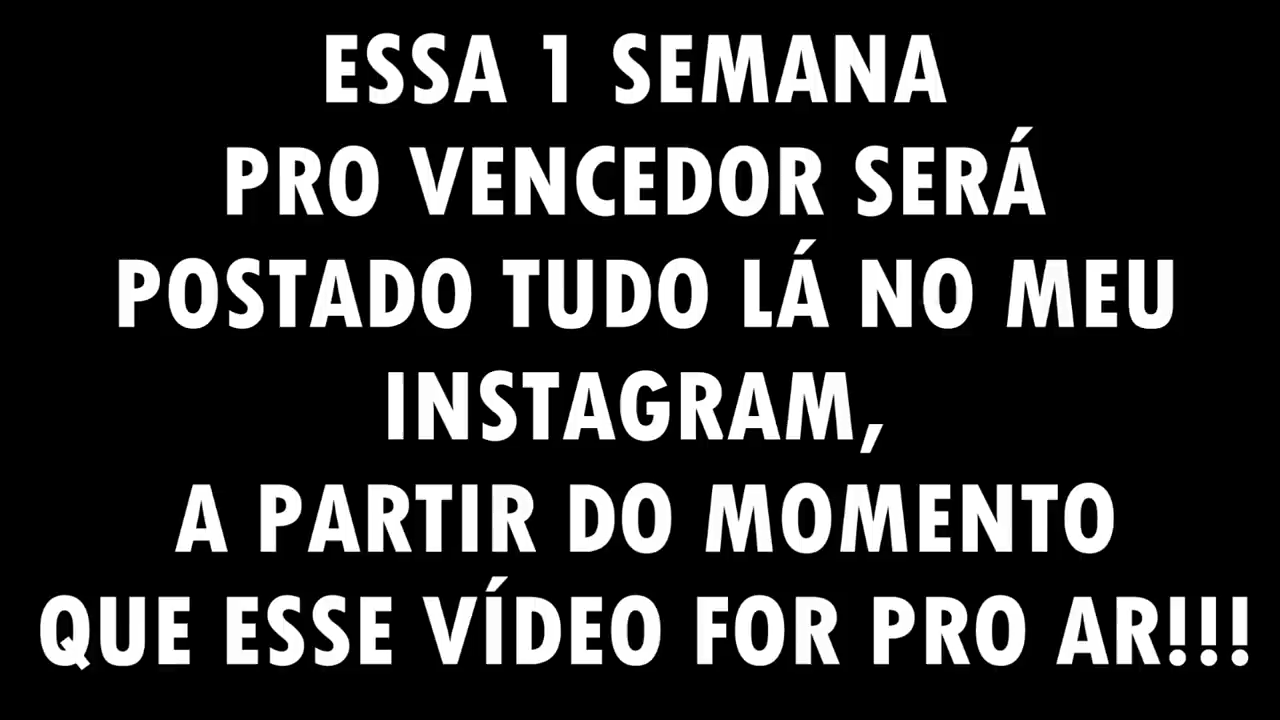 ESSA 1 SEMANA
PRO VENCEDOR SERÁ
POSTADO TUDO LÁ NO MEU
INSTAGRAM,
A PARTIR DO MOMENTO
QUE ESSE VÍDEO FOR PRO AR!!!